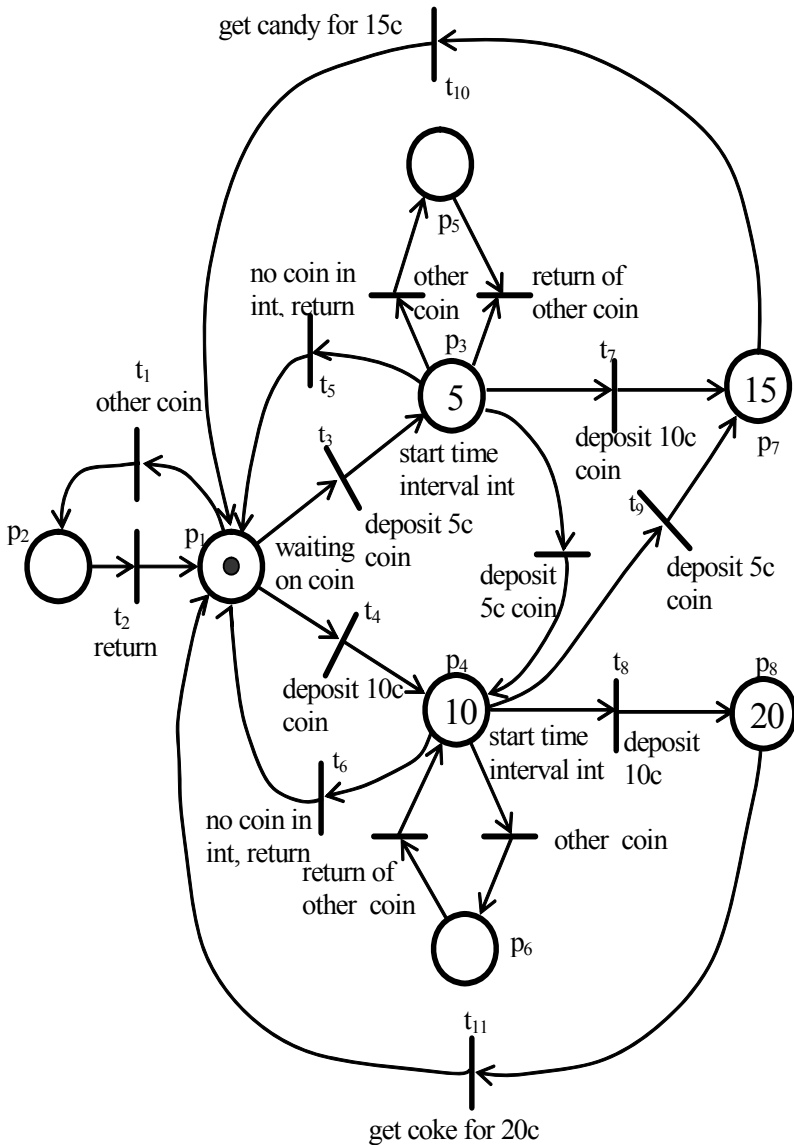 get candy for 15c
t10
p5
no coin in
int, return
other
coin
return of
other coin
p3
t7
t1
other coin
t5
5
15
t3
start time
interval int
deposit 10c
coin
p7
p2
p1
waiting
on coin
deposit 5c
coin
t9
deposit
5c coin
deposit 5c
coin
t2
return
t4
p4
t8
p8
deposit 10c
coin
10
20
start time
interval int
deposit
10c
t6
no coin in
int, return
return of
other coin
other coin
p6
t11
get coke for 20c